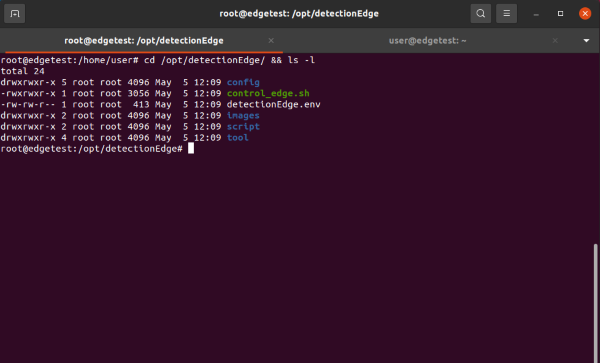 root@edgetest: /opt/detectionEdge
root@edgetest: /opt/detectionEdge
user@edgetest: ~
root@edgetest:/home/user# cd /opt/detectionEdge/ && ls -l
total 24
drwxrwxr-x 5 root root 4096 May  5 12:09 config
-rwxrwxr-x 1 root root 3056 May  5 12:09 control_edge.sh
-rw-rw-r-- 1 root root  413 May  5 12:09 detectionEdge.env
drwxrwxr-x 2 root root 4096 May  5 12:09 images
drwxrwxr-x 2 root root 4096 May  5 12:09 script
drwxrwxr-x 4 root root 4096 May  5 12:09 tool
root@edgetest:/opt/detectionEdge#